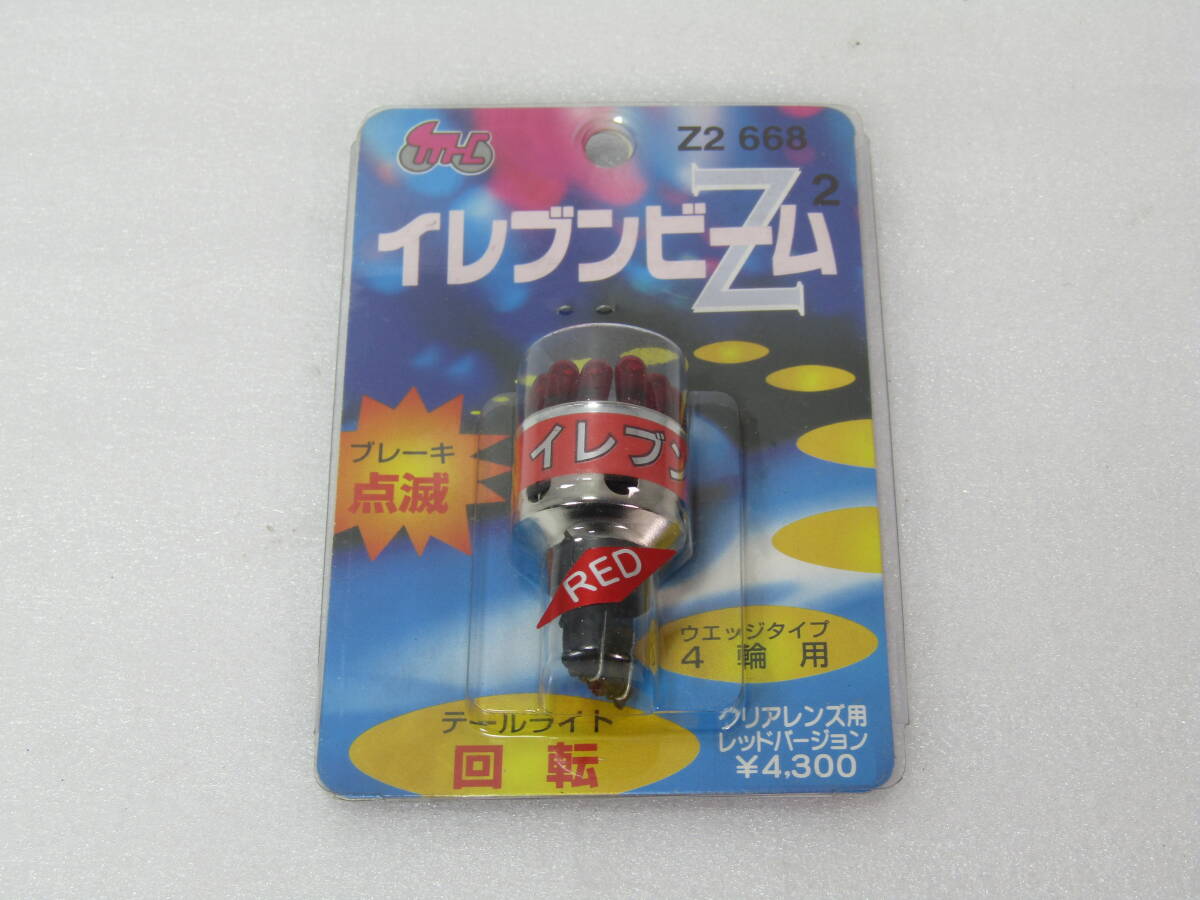 Z2 668
イレブンビーム
Z2
ブレーキ
点滅
イレブン
RED
ウエッジタイプ
4輪用
テールライト
回転
クリアレンズ用
レッドバージョン
¥4,300